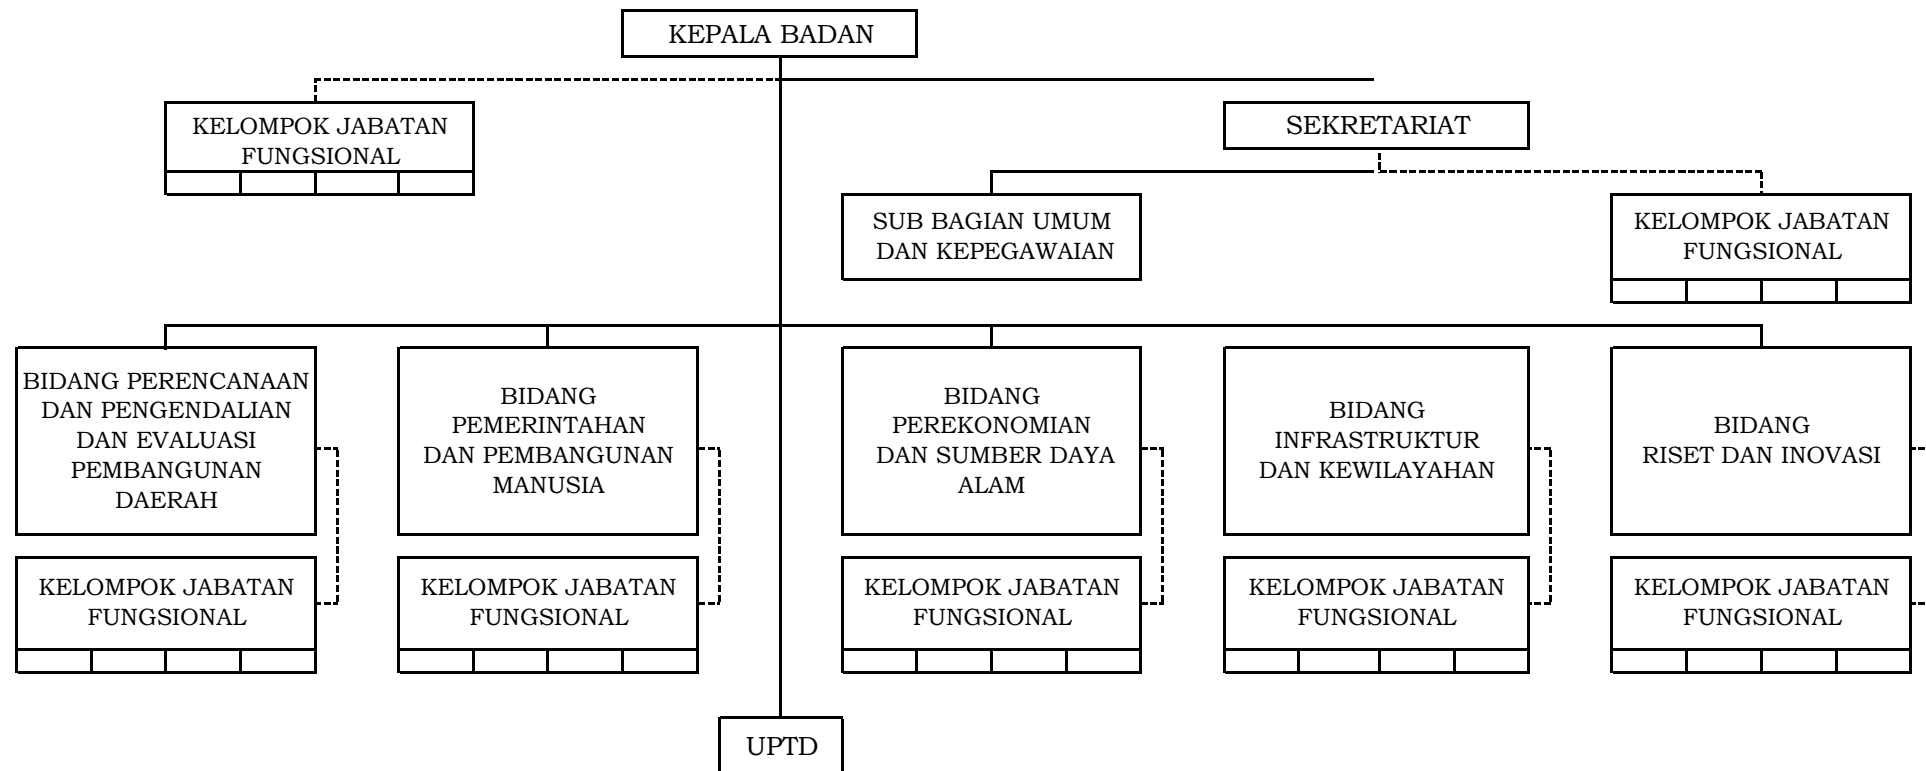 KEPALA BADAN
KELOMPOK JABATAN
FUNGSIONAL
SEKRETARIAT
SUB BAGIAN UMUM
DAN KEPEGAWAIAN
KELOMPOK JABATAN
FUNGSIONAL
BIDANG PERENCANAAN
DAN PENGENDALIAN
DAN EVALUASI
PEMBANGUNAN
DAERAH
BIDANG
PEMERINTAHAN
DAN PEMBANGUNAN
MANUSIA
BIDANG
PEREKONOMIAN
DAN SUMBER DAYA
ALAM
BIDANG
INFRASTRUKTUR
DAN KEWILAYAHAN
BIDANG
RISET DAN INOVASI
KELOMPOK JABATAN
FUNGSIONAL
KELOMPOK JABATAN
FUNGSIONAL
KELOMPOK JABATAN
FUNGSIONAL
KELOMPOK JABATAN
FUNGSIONAL
KELOMPOK JABATAN
FUNGSIONAL
UPTD